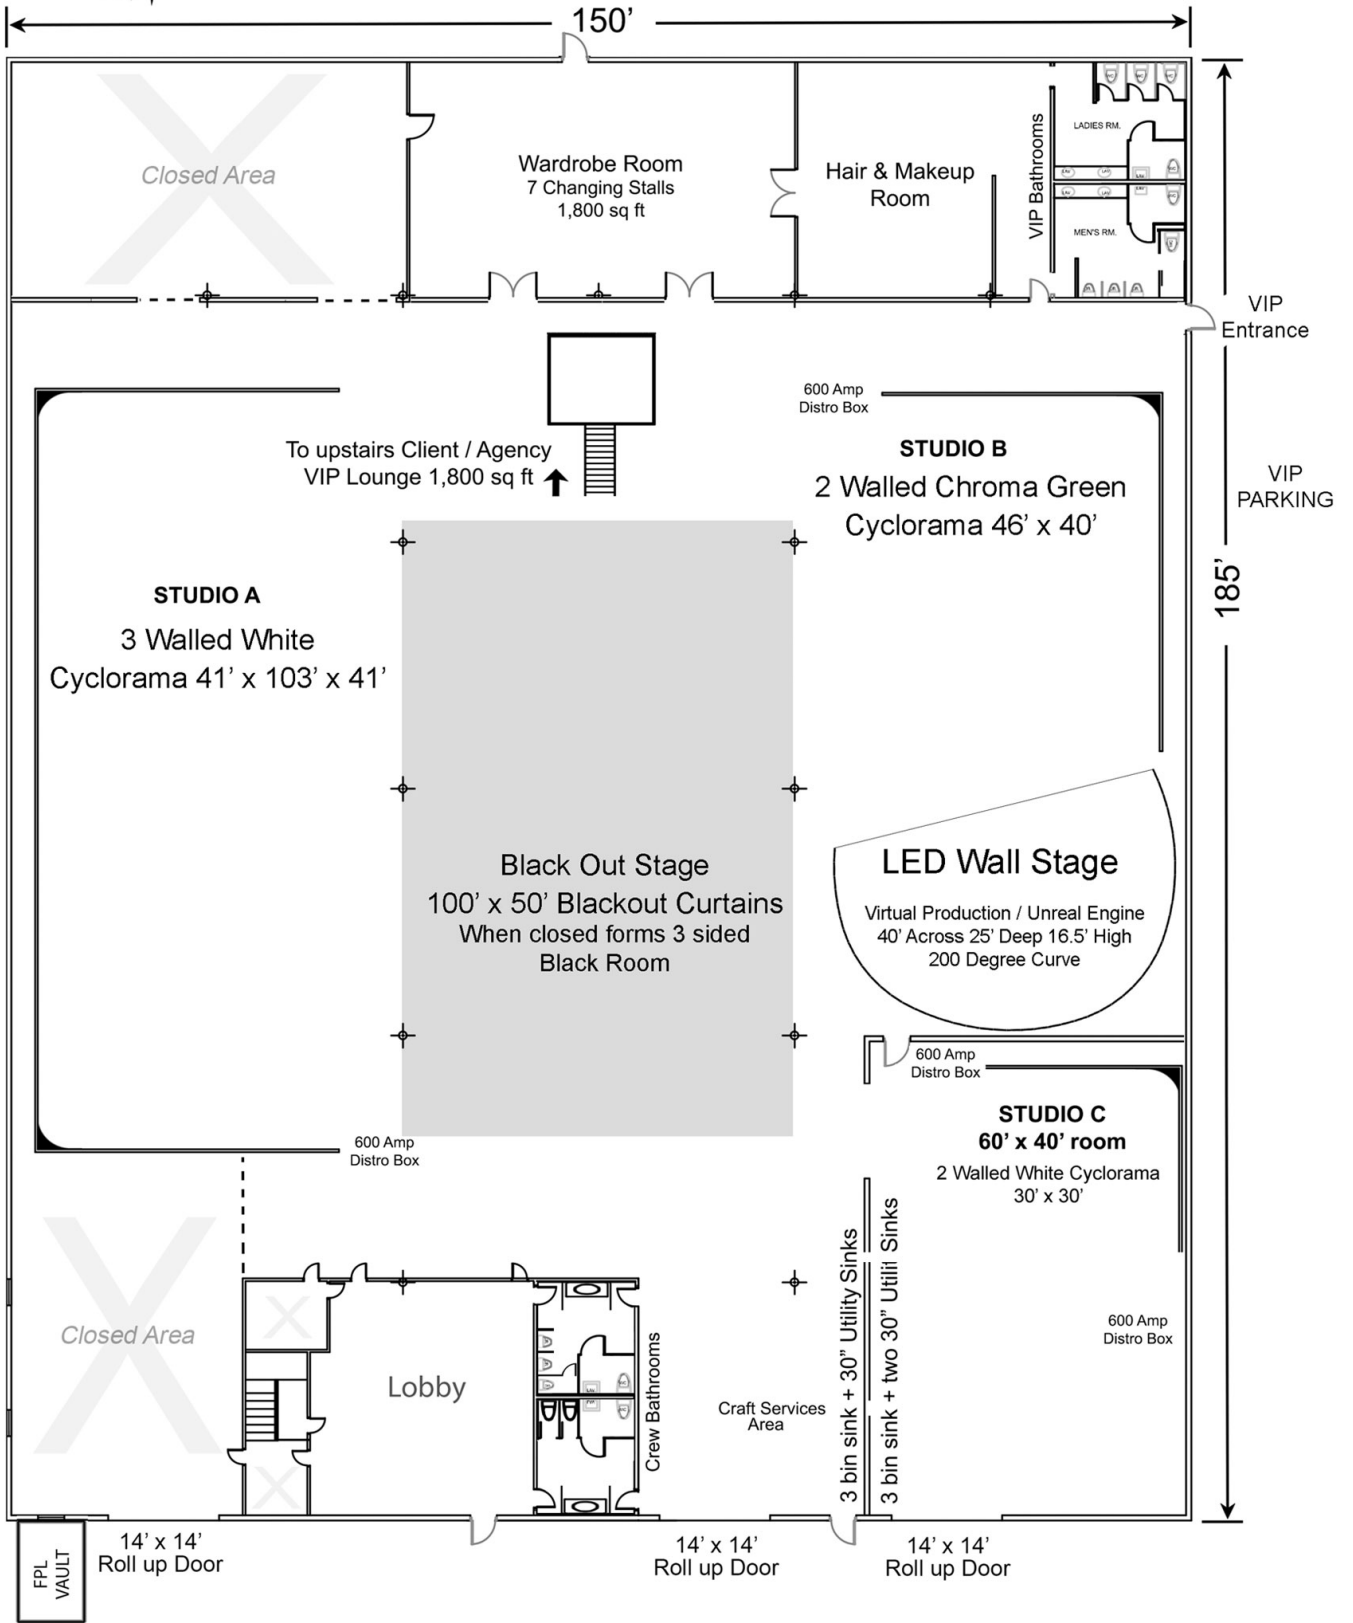 150’
Closed Area
Wardrobe Room
7 Changing Stalls
1,800 sq ft
Hair & Makeup
Room
VIP Bathrooms
LADIES RM.
MEN'S RM.
VIP
Entrance
600 Amp
Distro Box
To upstairs Client / Agency
VIP Lounge 1,800 sq ft
STUDIO B
2 Walled Chroma Green
Cyclorama 46’ x 40’
VIP
PARKING
185’
STUDIO A
3 Walled White
Cyclorama 41’ x 103’ x 41’
Black Out Stage
100’ x 50’ Blackout Curtains
When closed forms 3 sided
Black Room
LED Wall Stage
Virtual Production / Unreal Engine
40’ Across 25’ Deep 16.5’ High
200 Degree Curve
600 Amp
Distro Box
STUDIO C
60’ x 40’ room
2 Walled White Cyclorama
30’ x 30’
600 Amp
Distro Box
600 Amp
Distro Box
Closed Area
Lobby
Crew Bathrooms
Craft Services
Area
3 bin sink + 30” Utility Sinks
3 bin sink + two 30” Utili Sinks
FPL
VAULT
14’ x 14’
Roll up Door
14’ x 14’
Roll up Door
14’ x 14’
Roll up Door